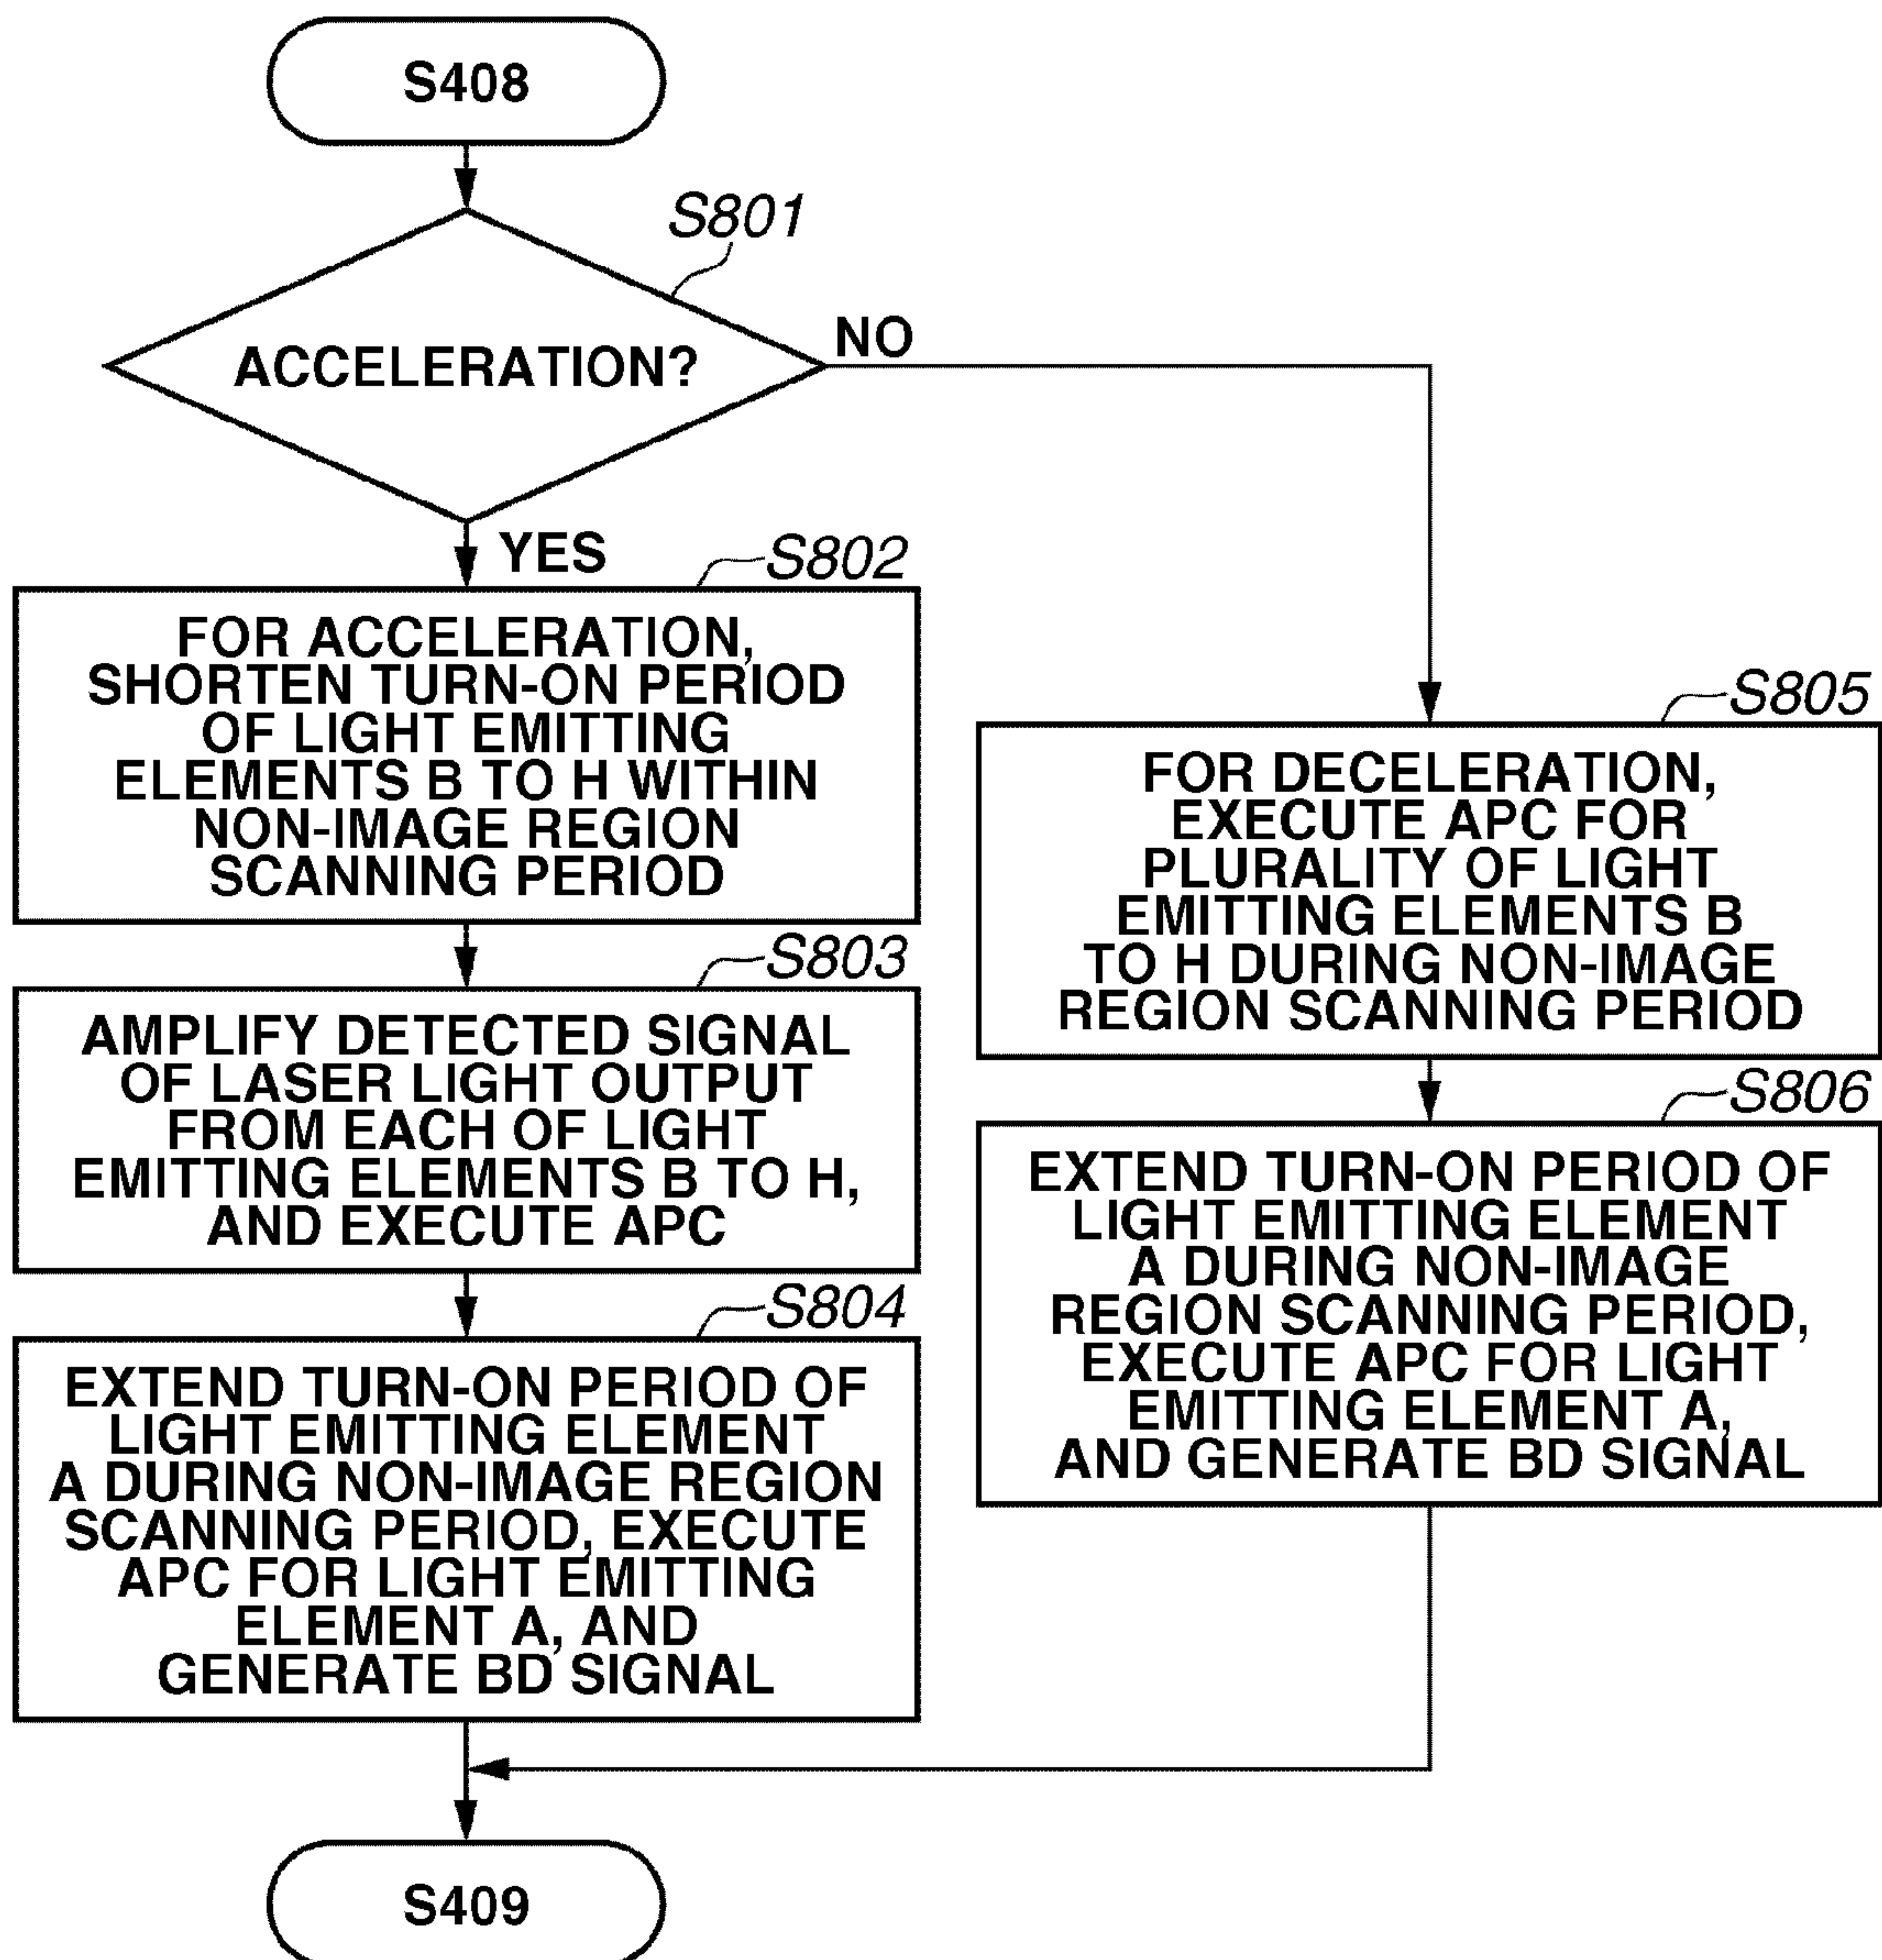 S408
S801
ACCELERATION?
NO
YES
S802
FOR ACCELERATION,
SHORTEN TURN-ON PERIOD
OF LIGHT EMITTING
ELEMENTS B TO H WITHIN
NON-IMAGE REGION
SCANNING PERIOD
S803
AMPLIFY DETECTED SIGNAL
OF LASER LIGHT OUTPUT
FROM EACH OF LIGHT
EMITTING ELEMENTS B TO H,
AND EXECUTE APC
S804
EXTEND TURN-ON PERIOD OF
LIGHT EMITTING ELEMENT
A DURING NON-IMAGE REGION
SCANNING PERIOD, EXECUTE
APC FOR LIGHT EMITTING
ELEMENT A, AND
GENERATE BD SIGNAL
S805
FOR DECELERATION,
EXECUTE APC FOR
PLURALITY OF LIGHT
EMITTING ELEMENTS B
TO H DURING NON-IMAGE
REGION SCANNING PERIOD
S806
EXTEND TURN-ON PERIOD OF
LIGHT EMITTING ELEMENT
A DURING NON-IMAGE
REGION SCANNING PERIOD,
EXECUTE APC FOR LIGHT
EMITTING ELEMENT A,
AND GENERATE BD SIGNAL
S409